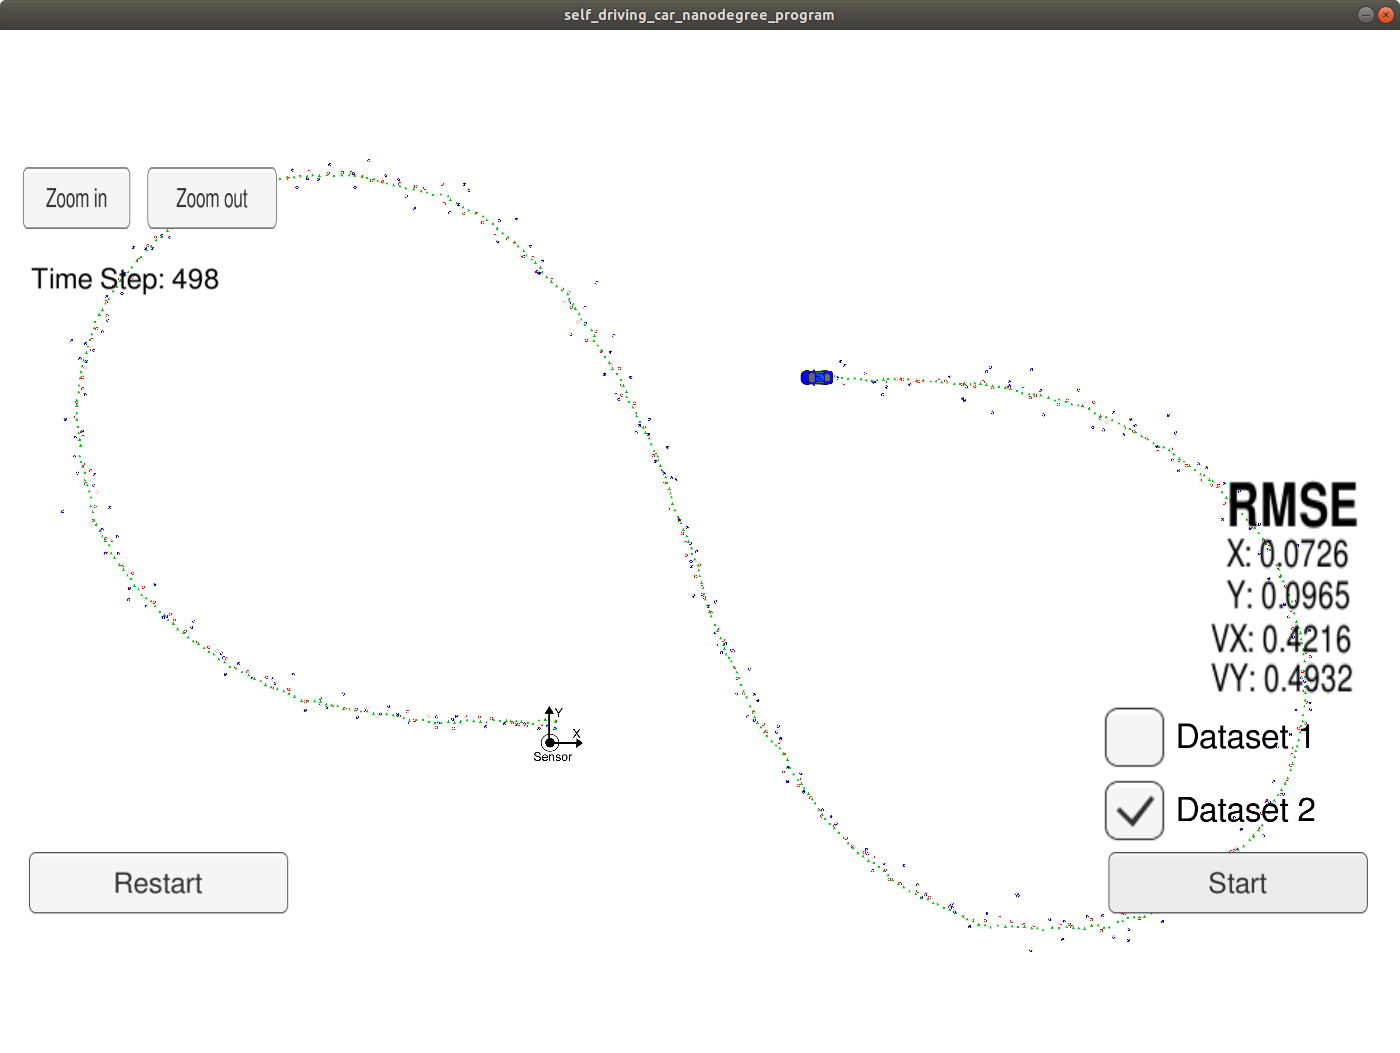 self_driving_car_nanodegree_program
Zoom in
Zoom out
Time Step: 498
RMSE
X: 0.0726
Y: 0.0965
VX: 0.4216
VY: 0.4932
Y
X
Sensor
Dataset 1
Dataset 2
Restart
Start